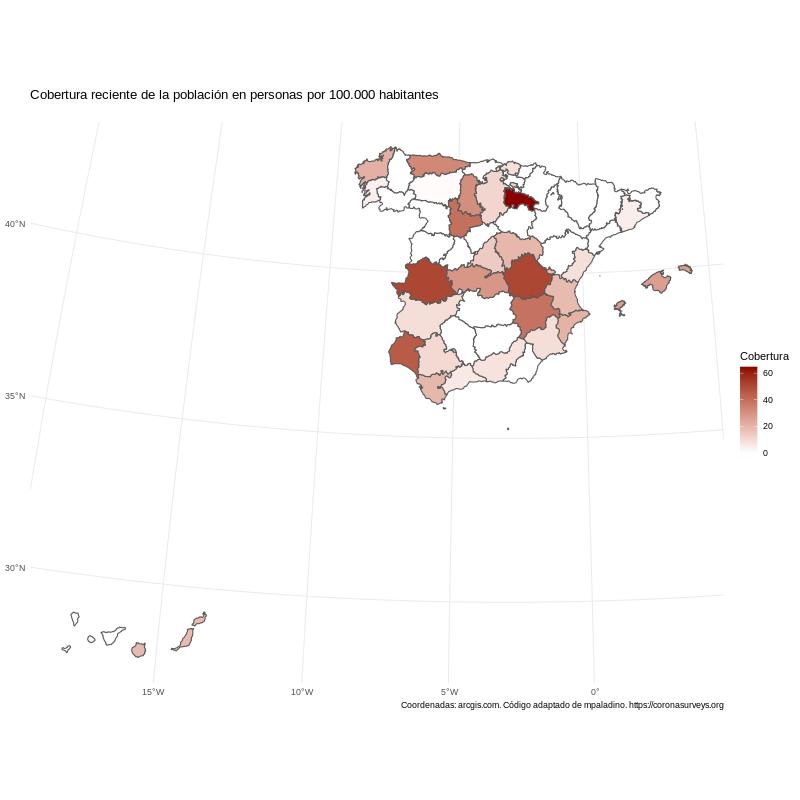 Cobertura reciente de la población en personas por 100.000 habitantes
40°N
35°N
30°N
15°W
10°W
5°W
0°
Cobertura
60
40
20
0
Coordenadas: arcgis.com. Código adaptado de mpaladino. https://coronasurveys.org